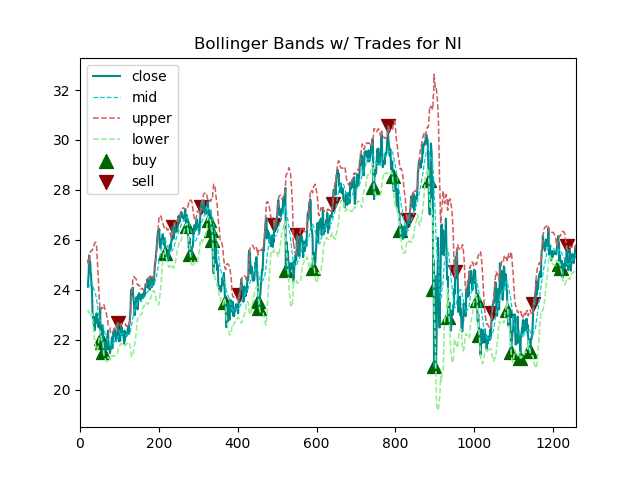 Bollinger Bands w/ Trades for NI
close
mid
upper
lower
buy
sell
32
30
28
26
24
22
20
0 200 400 600 800 1000 1200